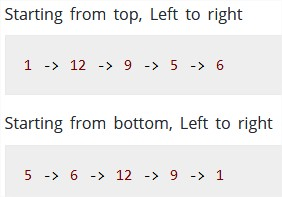 Starting from top, Left to right
1 -> 12 -> 9 -> 5 -> 6
Starting from bottom, Left to right
5 -> 6 -> 12 -> 9 -> 1